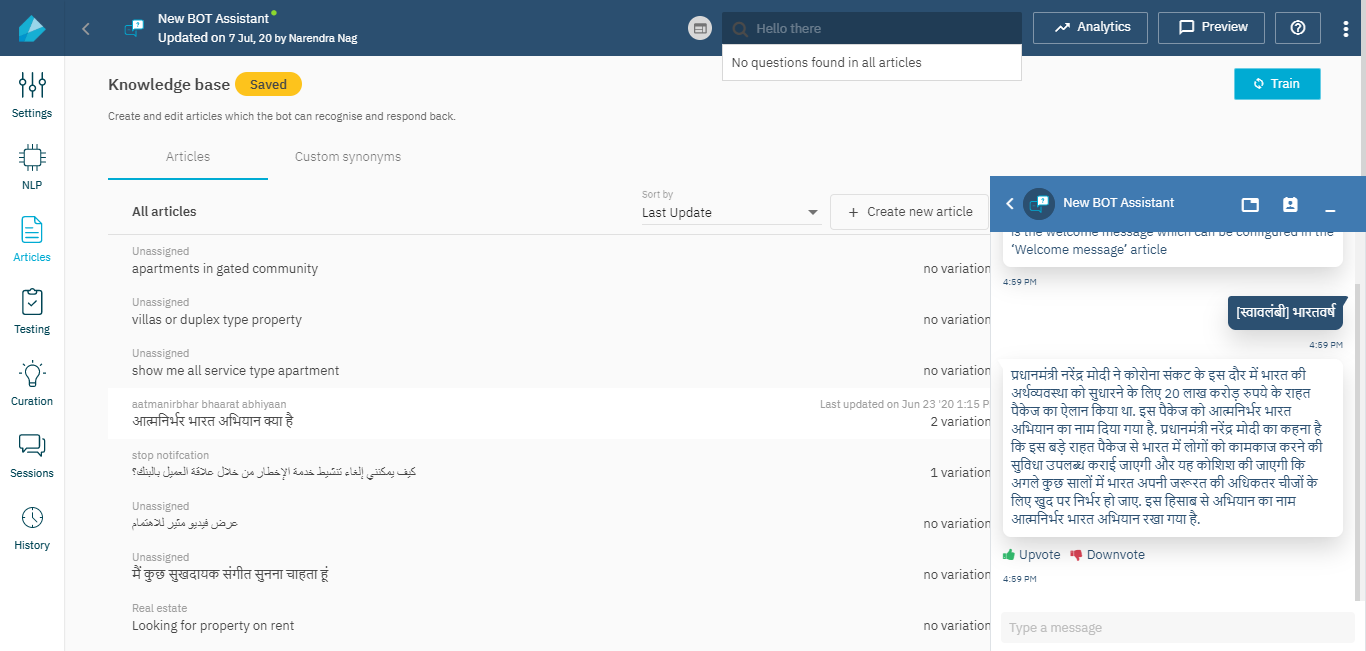 New BOT Assistant
Updated on 7 Jul, 20 by Narendra Nag
Hello there
No questions found in all articles
Analytics
Preview
Settings
NLP
Articles
Testing
Curation
Sessions
History
Knowledge base Saved
Train
Create and edit articles which the bot can recognise and respond back.
Articles Custom synonyms
All articles
Sort by
Last Update
+ Create new article
Unassigned
apartments in gated community
no variation
Unassigned
villas or duplex type property
no variation
Unassigned
show me all service type apartment
no variation
aatmanirbhar bhaarat abhiyaan
Last updated on Jun 23 '20 1:15 P
आत्मनिर्भर भारत अभियान क्या है
2 variation
stop notifcation
كيف يمكنني إلغاء تنشيط خدمة الإخطار من خلال علاقة العميل بالبنك؟
1 variation
Unassigned
عرض فيديو مثير للاهتمام
no variation
Unassigned
मैं कुछ सुखदायक संगीत सुनना चाहता हूं
no variation
Real estate
Looking for property on rent
no variation
New BOT Assistant
is the welcome message which can be configured in the
‘Welcome message’ article
4:59 PM
[स्वावलंबी] भारतवर्ष
4:59 PM
प्रधानमंत्री नरेंद्र मोदी ने कोरोना संकट के इस दौर में भारत की
अर्थव्यवस्था को सुधारने के लिए 20 लाख करोड़ रुपये के राहत
पैकेज का ऐलान किया था. इस पैकेज को आत्मनिर्भर भारत
अभियान का नाम दिया गया है. प्रधानमंत्री नरेंद्र मोदी का कहना है
कि इस बड़े राहत पैकेज से भारत में लोगों को कामकाज करने की
सुविधा उपलब्ध कराई जाएगी और यह कोशिश की जाएगी कि
अगले कुछ सालों में भारत अपनी जरूरत की अधिकतर चीजों के
लिए खुद पर निर्भर हो जाए. इस हिसाब से अभियान का नाम
आत्मनिर्भर भारत अभियान रखा गया है.
Upvote Downvote
4:59 PM
Type a message